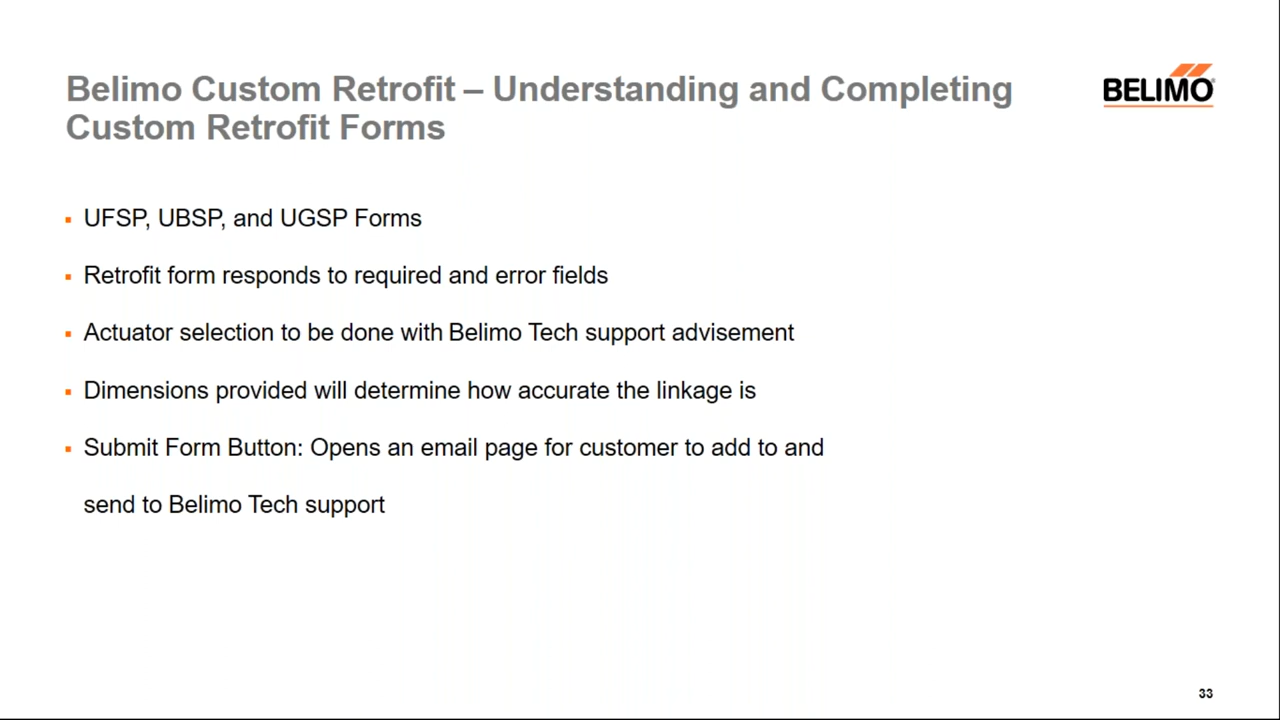 Belimo Custom Retrofit – Understanding and Completing
Custom Retrofit Forms
BELIMO
▪ UFSP, UBSP, and UGSP Forms
▪ Retrofit form responds to required and error fields
▪ Actuator selection to be done with Belimo Tech support advisement
▪ Dimensions provided will determine how accurate the linkage is
▪ Submit Form Button: Opens an email page for customer to add to and
send to Belimo Tech support
33